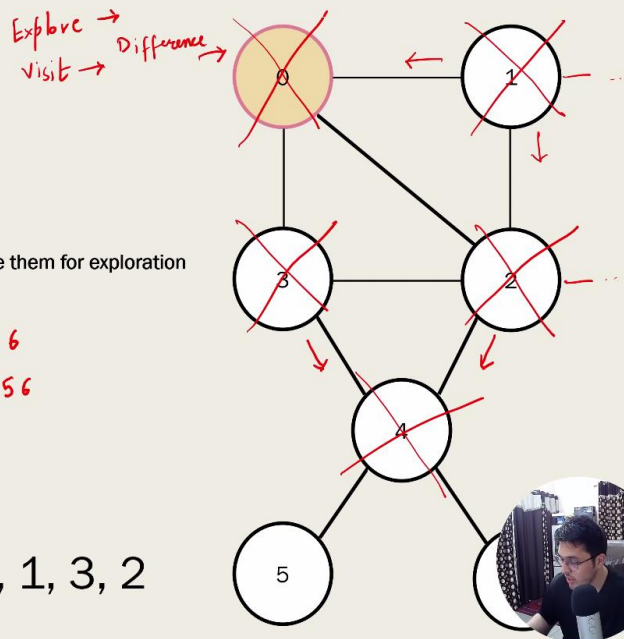 Explore →
Visit → Difference →
0
1
e them for exploration
3
2
6
56
4
5
, 1, 3, 2